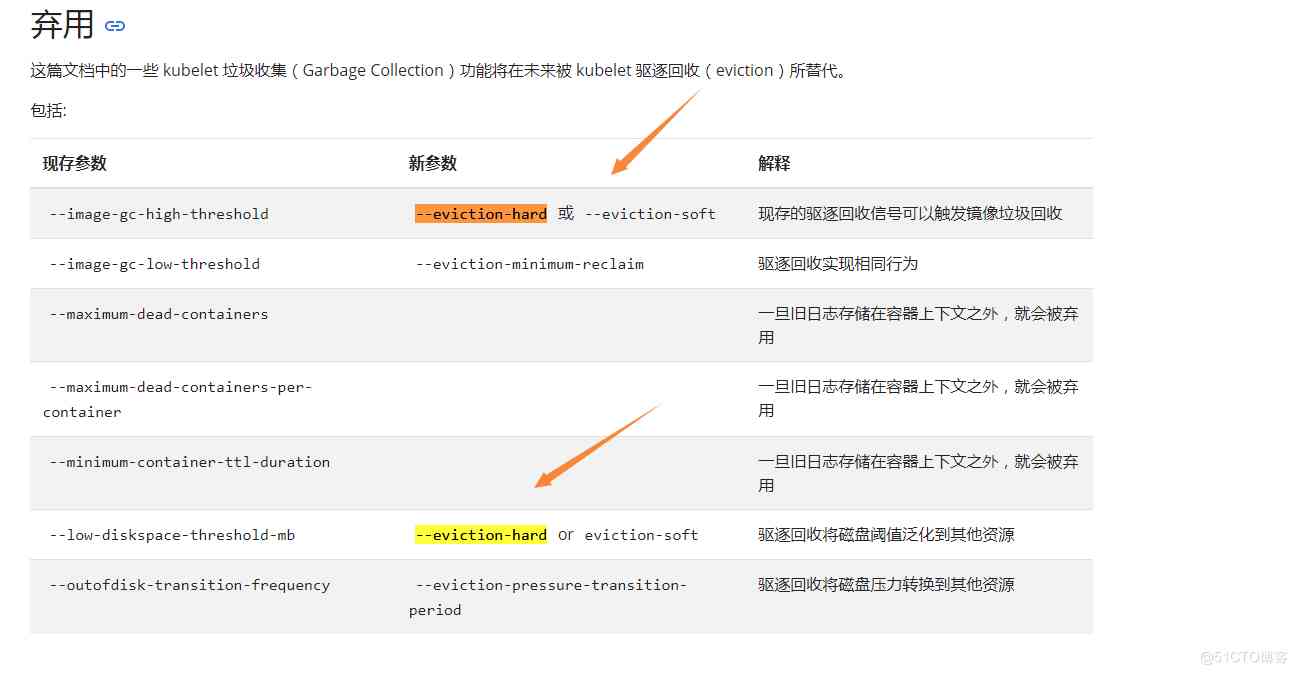 弃用
这篇文档中的一些 kubelet 垃圾收集（Garbage Collection）功能将在未来被 kubelet 驱逐回收（eviction）所替代。
包括:
现存参数 新参数 解释
--image-gc-high-threshold --eviction-hard 或 --eviction-soft 现存的驱逐回收信号可以触发镜像垃圾回收
--image-gc-low-threshold --eviction-minimum-reclaim 驱逐回收实现相同行为
--maximum-dead-containers 一旦旧日志存储在容器上下文之外，就会被弃
用
--maximum-dead-containers-per- 一旦旧日志存储在容器上下文之外，就会被弃
container 用
--minimum-container-ttl-duration 一旦旧日志存储在容器上下文之外，就会被弃
用
--low-diskspace-threshold-mb --eviction-hard or eviction-soft 驱逐回收将磁盘阈值泛化到其他资源
--outofdisk-transition-frequency --eviction-pressure-transition- 驱逐回收将磁盘压力转换到其他资源
period
@51CTO博客